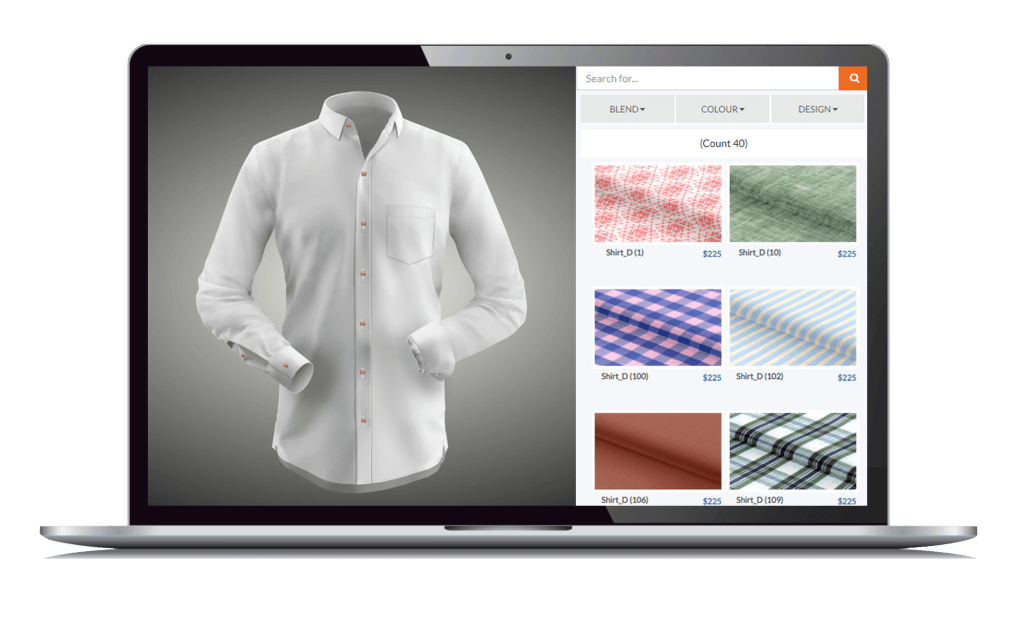 Search for...
BLEND COLOUR DESIGN
(Count 40)
Shirt_D (1) $225 Shirt_D (10) $225
Shirt_D (100) $225 Shirt_D (102) $225
Shirt_D (106) $225 Shirt_D (109) $225